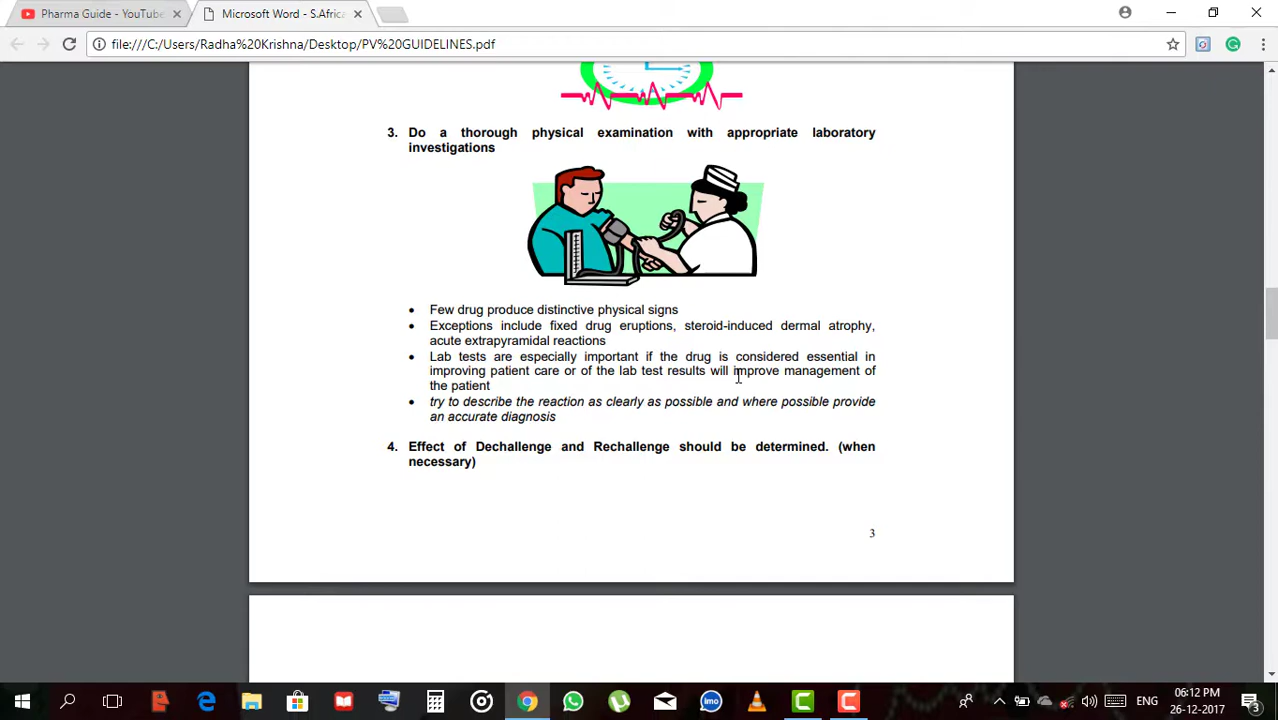 Pharma Guide - YouTube
Microsoft Word - S.Africa
file:///C:/Users/Radha%20Krishna/Desktop/PV%20GUIDELINES.pdf
3. Do a thorough physical examination with appropriate laboratory
investigations
• Few drug produce distinctive physical signs
• Exceptions include fixed drug eruptions, steroid-induced dermal atrophy,
acute extrapyramidal reactions
• Lab tests are especially important if the drug is considered essential in
improving patient care or of the lab test results will improve management of
the patient
• try to describe the reaction as clearly as possible and where possible provide
an accurate diagnosis
4. Effect of Dechallenge and Rechallenge should be determined. (when
necessary)
3
ENG
06:12 PM
26-12-2017
3